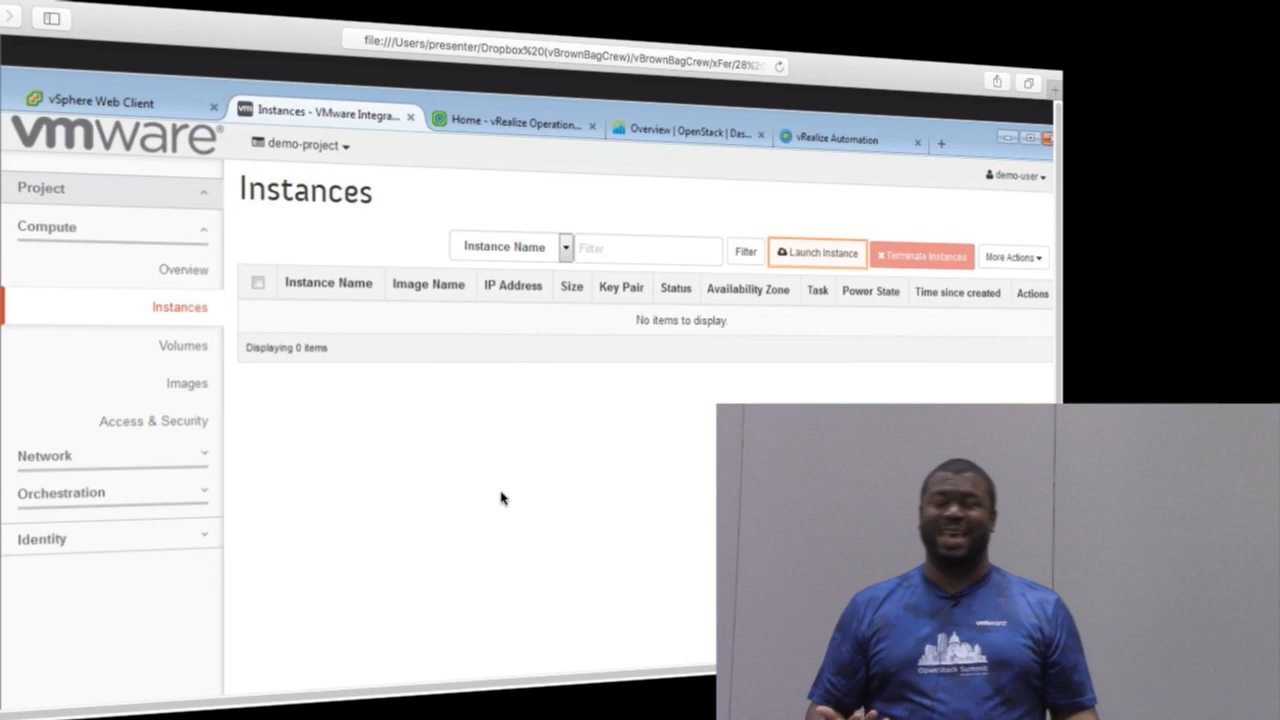 file:///Users/presenter/Dropbox%20(vBrownBagCrew)/vBrownBagCrew/xFer/28%20
vSphere Web Client
Instances - VMware Integra...
Home - vRealize Operation...
Overview | OpenStack | Das...
vRealize Automation
vmware®
demo-project
demo-user
Project
Compute
Overview
Instances
Volumes
Images
Access & Security
Network
Orchestration
Identity
Instances
Instance Name
Filter
Filter
Launch Instance
Terminate Instances
More Actions
Instance Name Image Name IP Address Size Key Pair Status Availability Zone Task Power State Time since created Actions
No items to display.
Displaying 0 items
vmware
OpenStack Summit